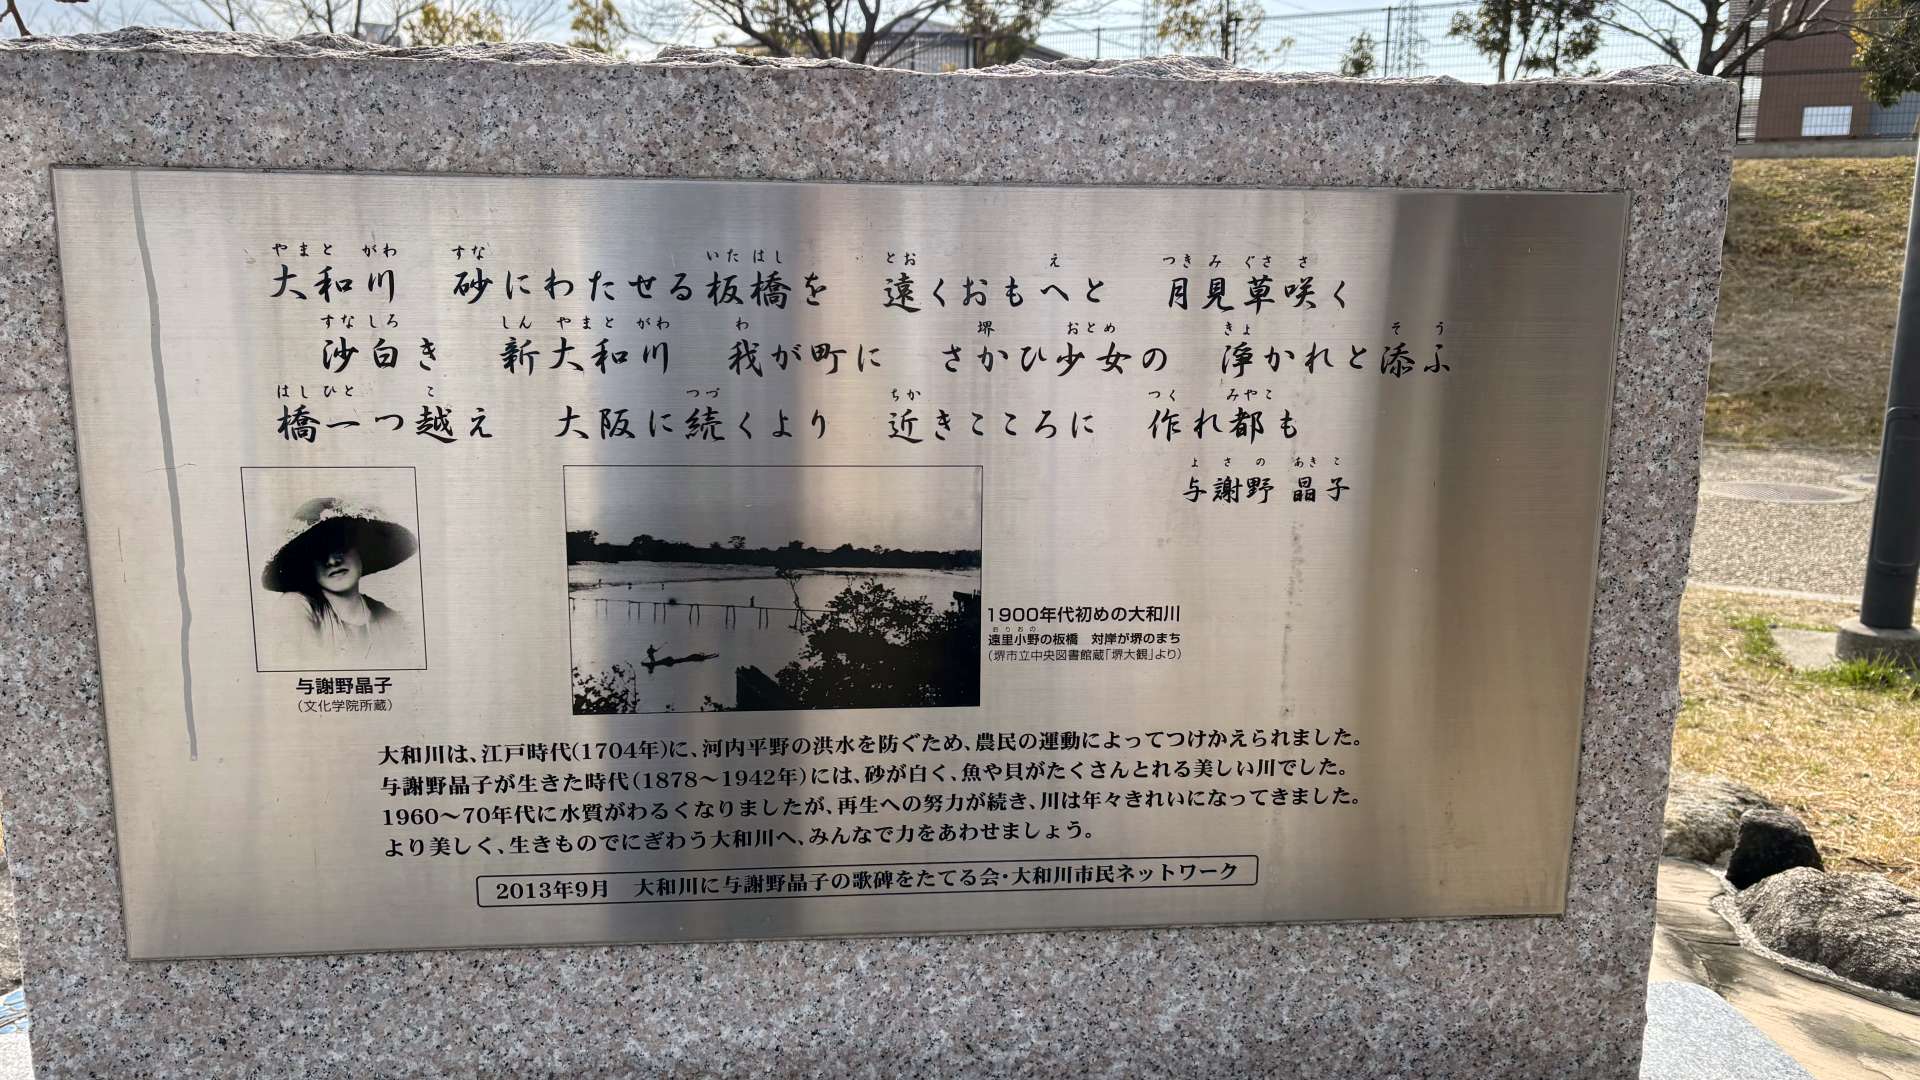 大和川　砂にわたせる板橋を　遠くおもへと　月見草咲く
沙白き　新大和川　我が町に　さかひ少女の　浄かれと添ふ
橋一つ越え　大阪に続くより　近きこころに　作れ都も
与謝野 晶子
与謝野晶子
（文化学院所蔵）
1900年代初めの大和川
遠里小野の板橋　対岸が堺のまち
（堺市立中央図書館蔵「堺大観」より）
大和川は、江戸時代（1704年）に、河内平野の洪水を防ぐため、農民の運動によってつけかえられました。
与謝野晶子が生きた時代（1878〜1942年）には、砂が白く、魚や貝がたくさんとれる美しい川でした。
1960〜70年代に水質がわるくなりましたが、再生への努力が続き、川は年々きれいになってきました。
より美しく、生きものでにぎわう大和川へ、みんなで力をあわせましょう。
2013年9月　大和川に与謝野晶子の歌碑をたてる会・大和川市民ネットワーク